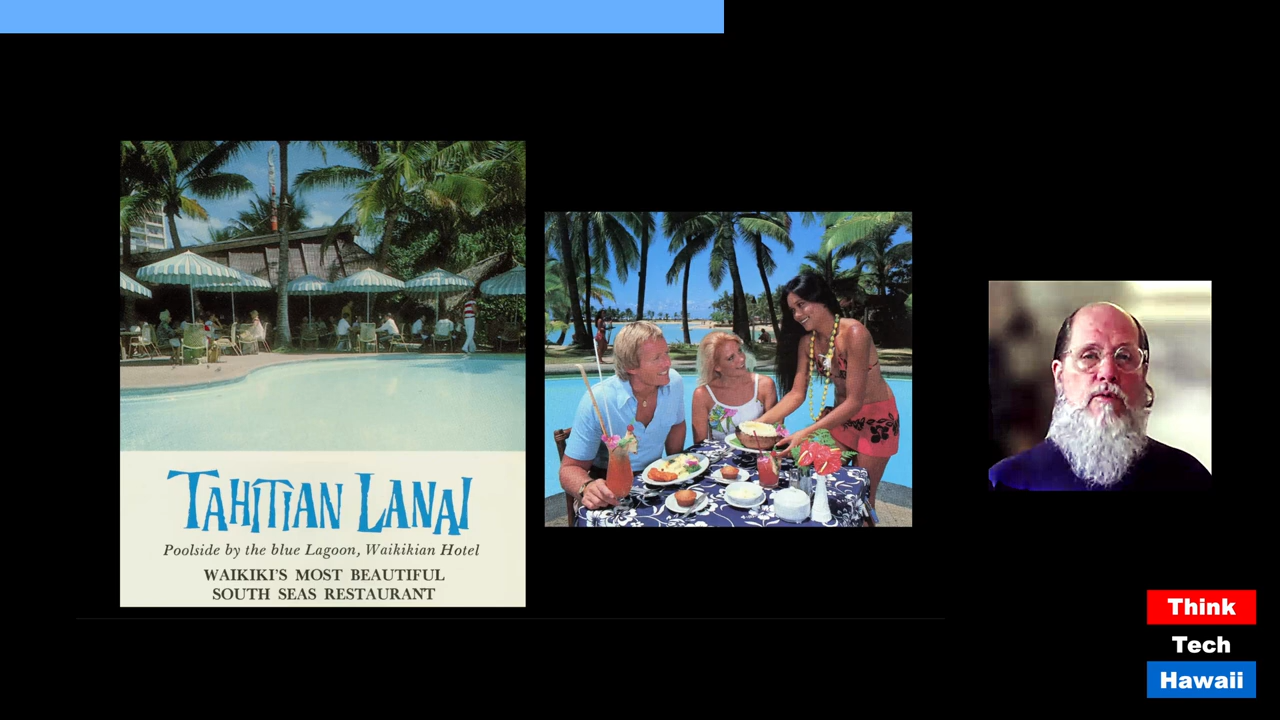 TAHITIAN LANAI
Poolside by the blue Lagoon, Waikikian Hotel
WAIKIKI'S MOST BEAUTIFUL
SOUTH SEAS RESTAURANT
Think
Tech
Hawaii